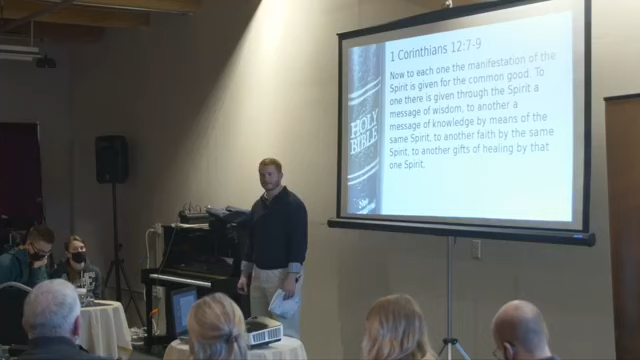 1 Corinthians 12:7-9
Now to each one the manifestation of the
Spirit is given for the common good. To
one there is given through the Spirit a
message of wisdom, to another a
message of knowledge by means of the
same Spirit, to another faith by the same
Spirit, to another gifts of healing by that
one Spirit,
HOLY
BIBLE